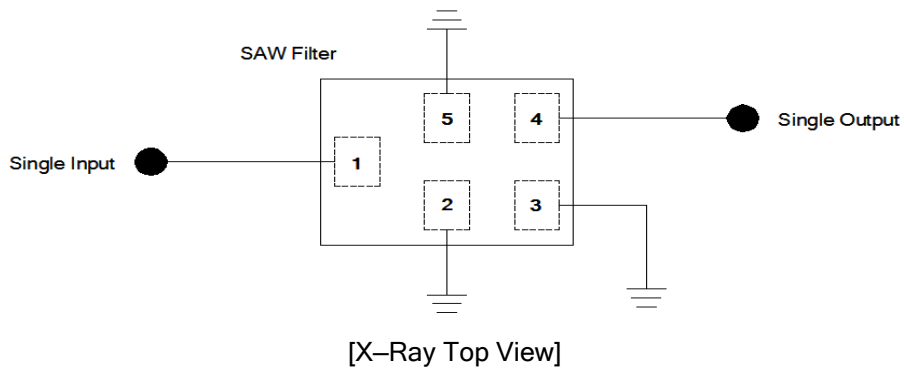 SAW Filter
5
4
Single Output
Single Input
1
2
3
[X–Ray Top View]